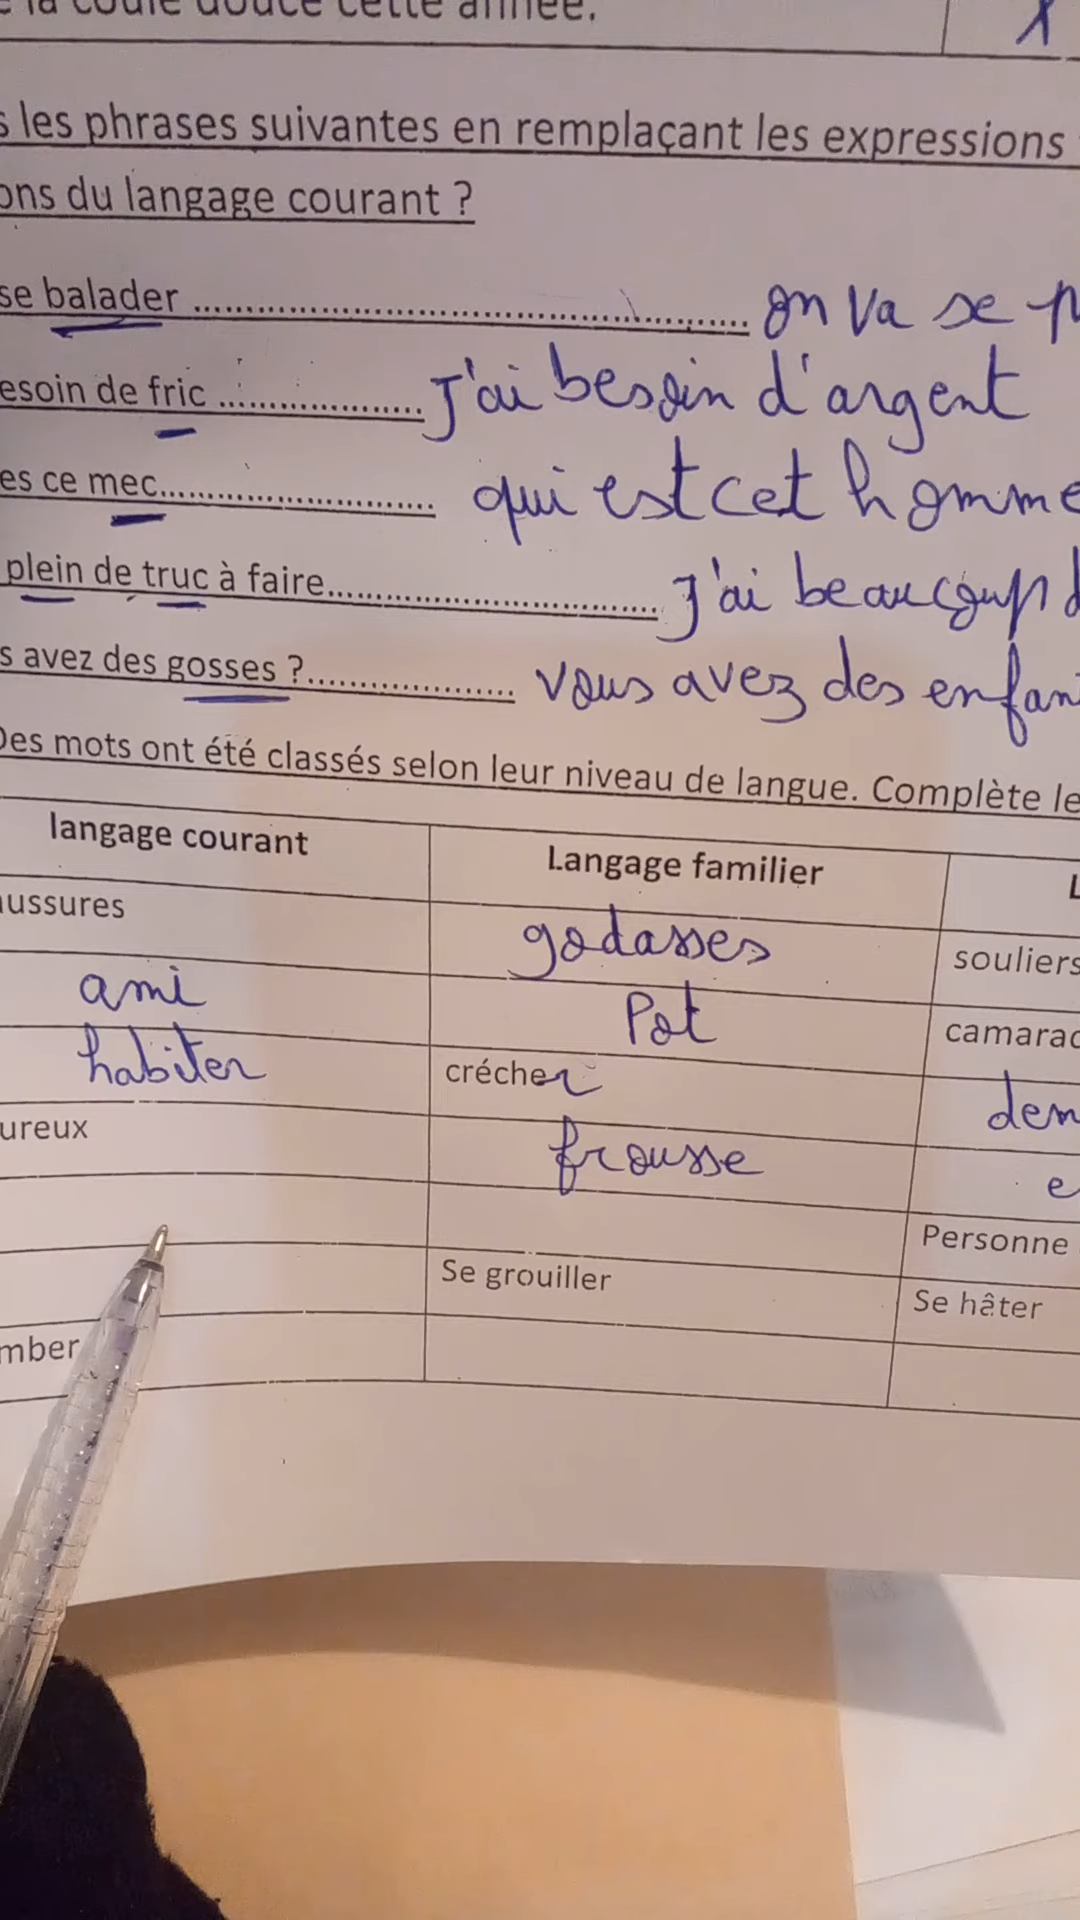 la coule douce cette année. X
s les phrases suivantes en remplaçant les expressions
ons du langage courant ?
se balader ........................ on va se p
esoin de fric .................... J'ai besoin d'argent
es ce mec........................ qui est cet homme
plein de truc à faire........................ J'ai beaucoup d
s avez des gosses ?.................... vous avez des enfan
Des mots ont été classés selon leur niveau de langue. Complète le
langage courant Langage familier L
aussures godasses souliers
ami Pot camarad
habiter crécher dem
ureux frousse e
Personne
Se grouiller Se hâter
mber